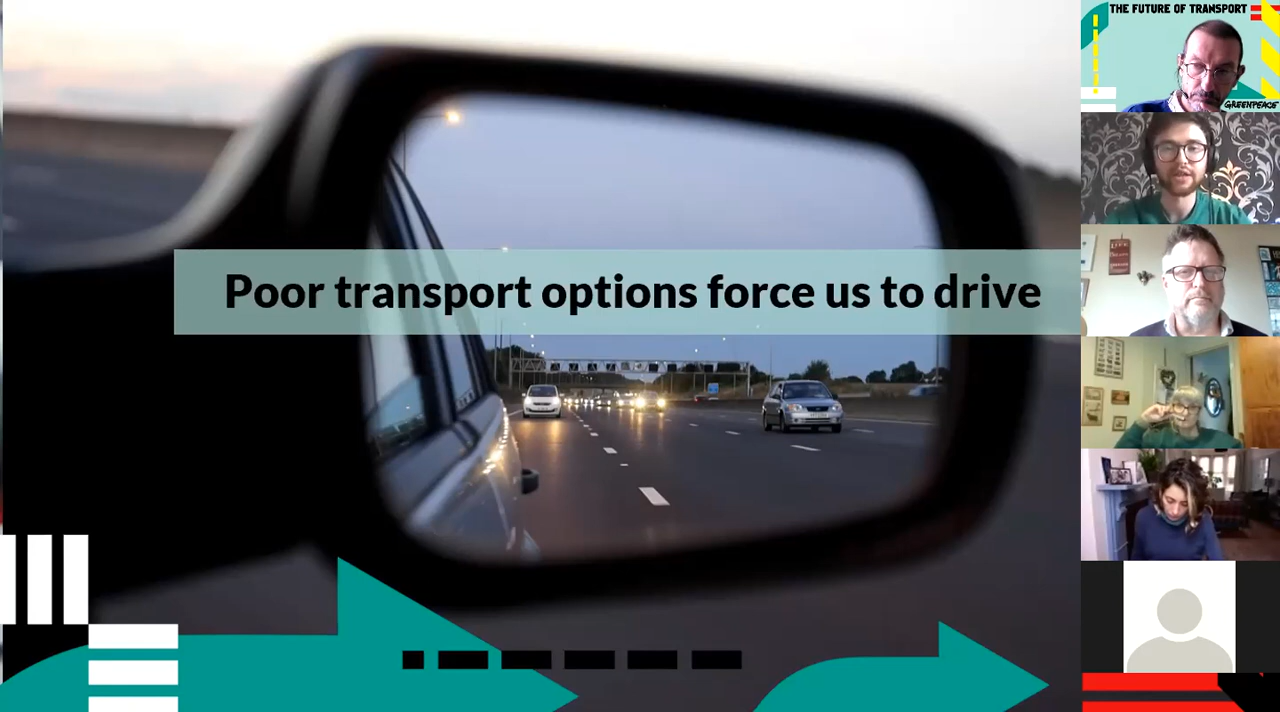 THE FUTURE OF TRANSPORT
GREENPEACE
Poor transport options force us to drive